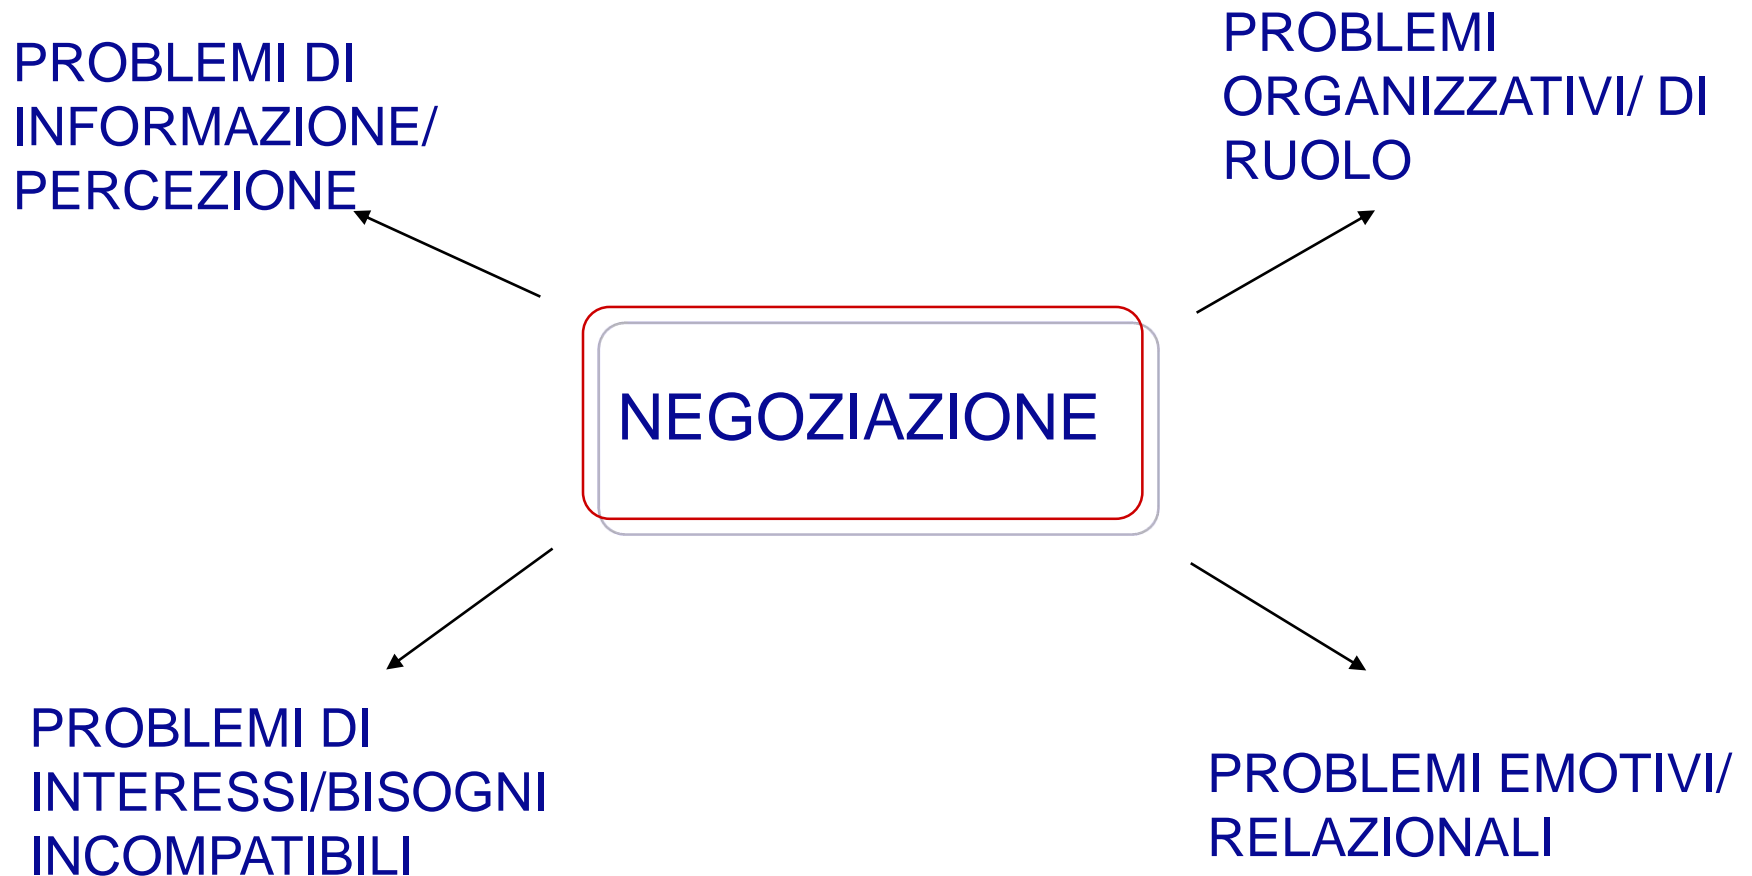 PROBLEMI DI
INFORMAZIONE/
PERCEZIONE
PROBLEMI
ORGANIZZATIVI/ DI
RUOLO
NEGOZIAZIONE
PROBLEMI DI
INTERESSI/BISOGNI
INCOMPATIBILI
PROBLEMI EMOTIVI/
RELAZIONALI